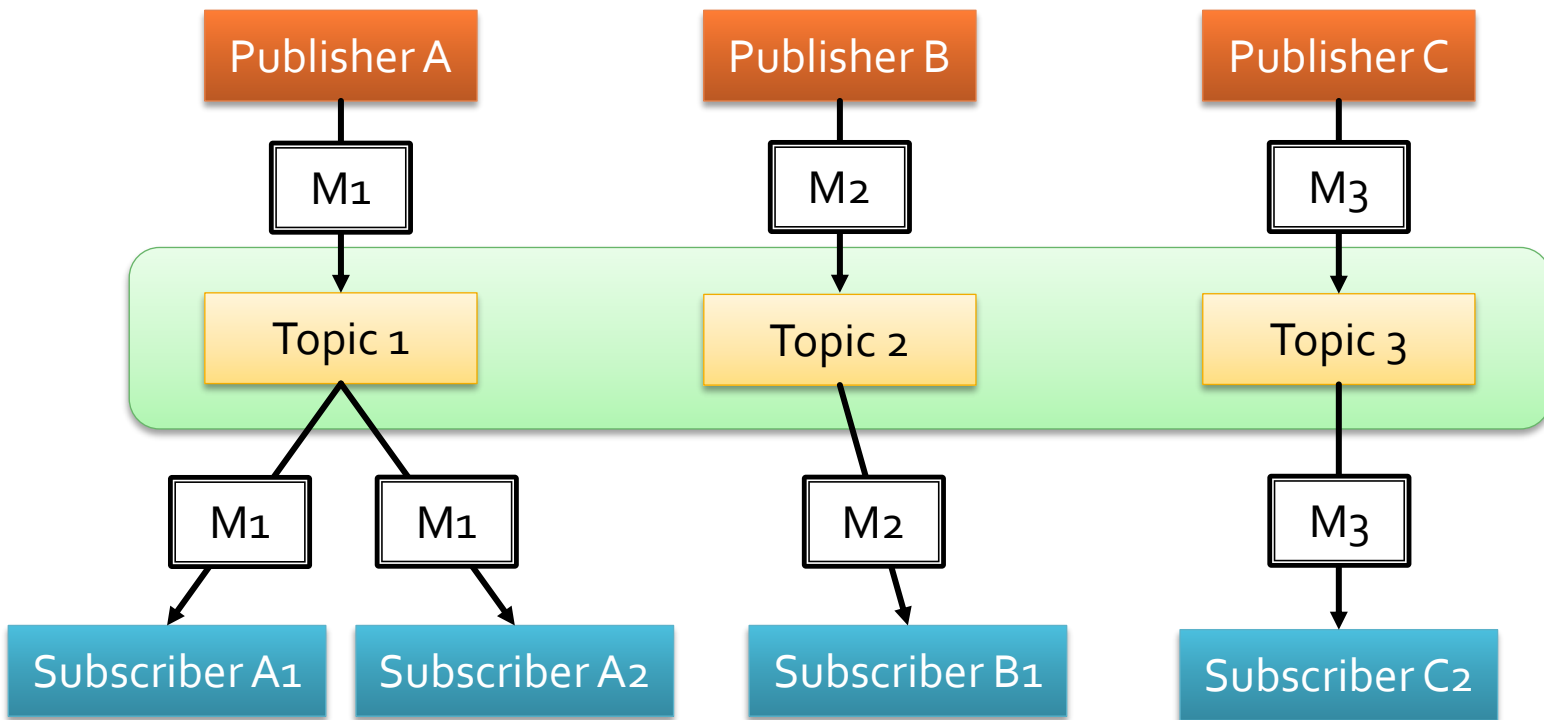 Publisher A
Publisher B
Publisher C
M1
M2
M3
Topic 1
Topic 2
Topic 3
M1
M1
M2
M3
Subscriber A1
Subscriber A2
Subscriber B1
Subscriber C2